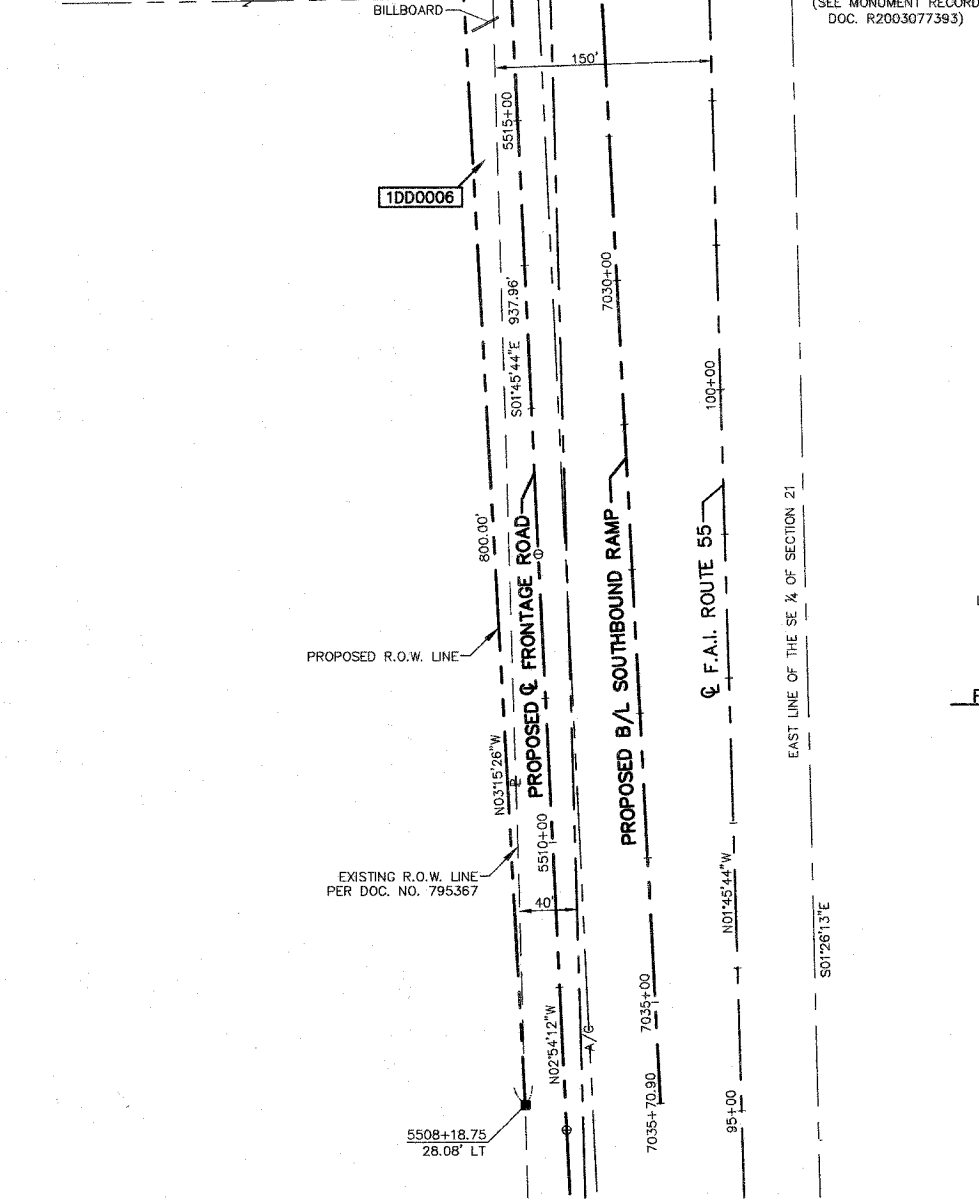 BILLBOARD
(SEE MONUMENT RECORD
DOC. R2003077393)
150'
5515+00
1DD0006
7030+00
S01°45'44"E 937.96'
100+00
800.00'
PROPOSED ℄ FRONTAGE ROAD
PROPOSED B/L SOUTHBOUND RAMP
℄ F.A.I. ROUTE 55
EAST LINE OF THE SE ¼ OF SECTION 21
PROPOSED R.O.W. LINE
N03°15'26"W
5510+00
EXISTING R.O.W. LINE
PER DOC. NO. 795367
40'
N01°45'44"W
S01°26'13"E
7035+00
N02°54'12"W
A/C
7035+70.90
95+00
5508+18.75
28.08' LT